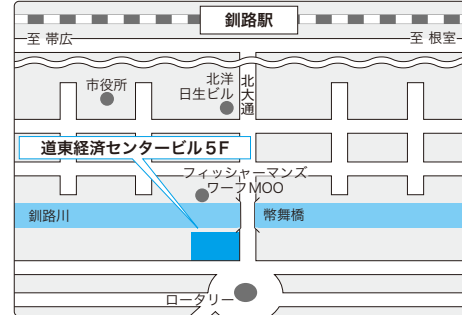 釧路駅
至 帯広
至 根室
市役所
北洋
日生ビル
北大通
道東経済センタービル5F
フィッシャーマンズ
ワーフMOO
釧路川
幣舞橋
ロータリー